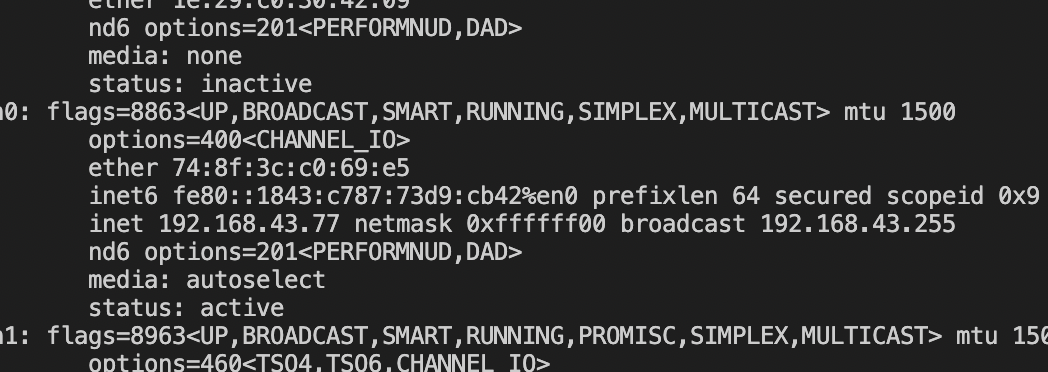 ether 1e:29:c0:30:42:09
nd6 options=201<PERFORMNUD,DAD>
media: none
status: inactive
n0: flags=8863<UP,BROADCAST,SMART,RUNNING,SIMPLEX,MULTICAST> mtu 1500
options=400<CHANNEL_IO>
ether 74:8f:3c:c0:69:e5
inet6 fe80::1843:c787:73d9:cb42%en0 prefixlen 64 secured scopeid 0x9
inet 192.168.43.77 netmask 0xffffff00 broadcast 192.168.43.255
nd6 options=201<PERFORMNUD,DAD>
media: autoselect
status: active
n1: flags=8963<UP,BROADCAST,SMART,RUNNING,PROMISC,SIMPLEX,MULTICAST> mtu 150
options=460<TSO4,TSO6,CHANNEL_IO>